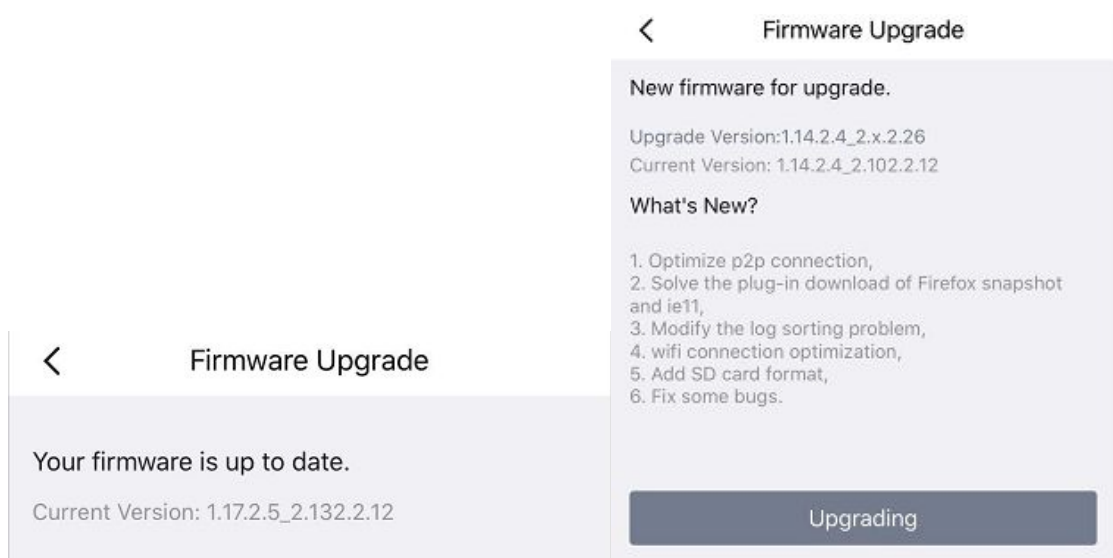 Firmware Upgrade
Your firmware is up to date.
Current Version: 1.17.2.5_2.132.2.12
Firmware Upgrade
New firmware for upgrade.
Upgrade Version:1.14.2.4_2.x.2.26
Current Version: 1.14.2.4_2.102.2.12
What's New?
1. Optimize p2p connection,
2. Solve the plug-in download of Firefox snapshot
and ie11,
3. Modify the log sorting problem,
4. wifi connection optimization,
5. Add SD card format,
6. Fix some bugs.
Upgrading